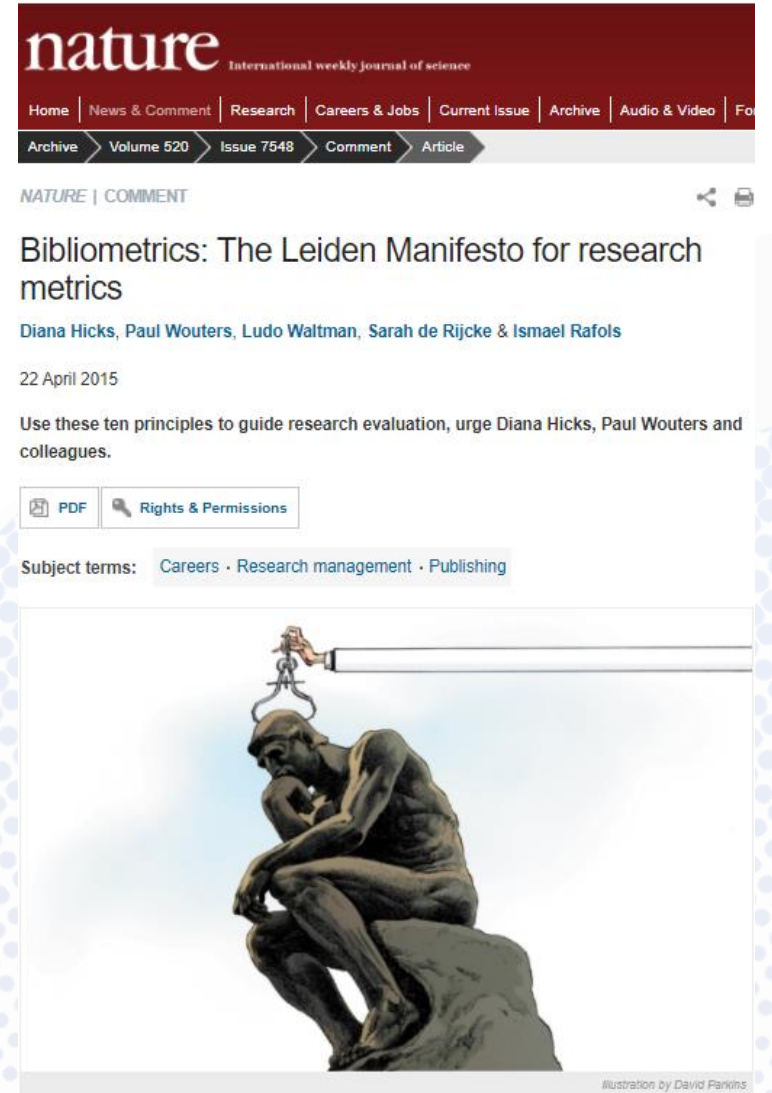 nature International weekly journal of science
Home | News & Comment | Research | Careers & Jobs | Current Issue | Archive | Audio & Video | Fo
Archive Volume 520 Issue 7548 Comment Article
NATURE | COMMENT
Bibliometrics: The Leiden Manifesto for research
metrics
Diana Hicks, Paul Wouters, Ludo Waltman, Sarah de Rijcke & Ismael Rafols
22 April 2015
Use these ten principles to guide research evaluation, urge Diana Hicks, Paul Wouters and
colleagues.
PDF Rights & Permissions
Subject terms: Careers · Research management · Publishing
Illustration by David Parkins